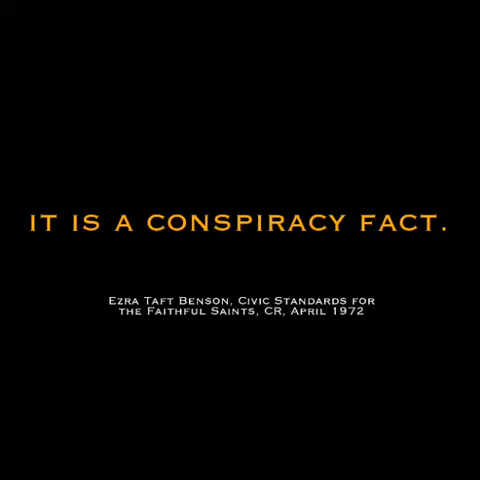 IT IS A CONSPIRACY FACT.
EZRA TAFT BENSON, CIVIC STANDARDS FOR
THE FAITHFUL SAINTS, CR, APRIL 1972